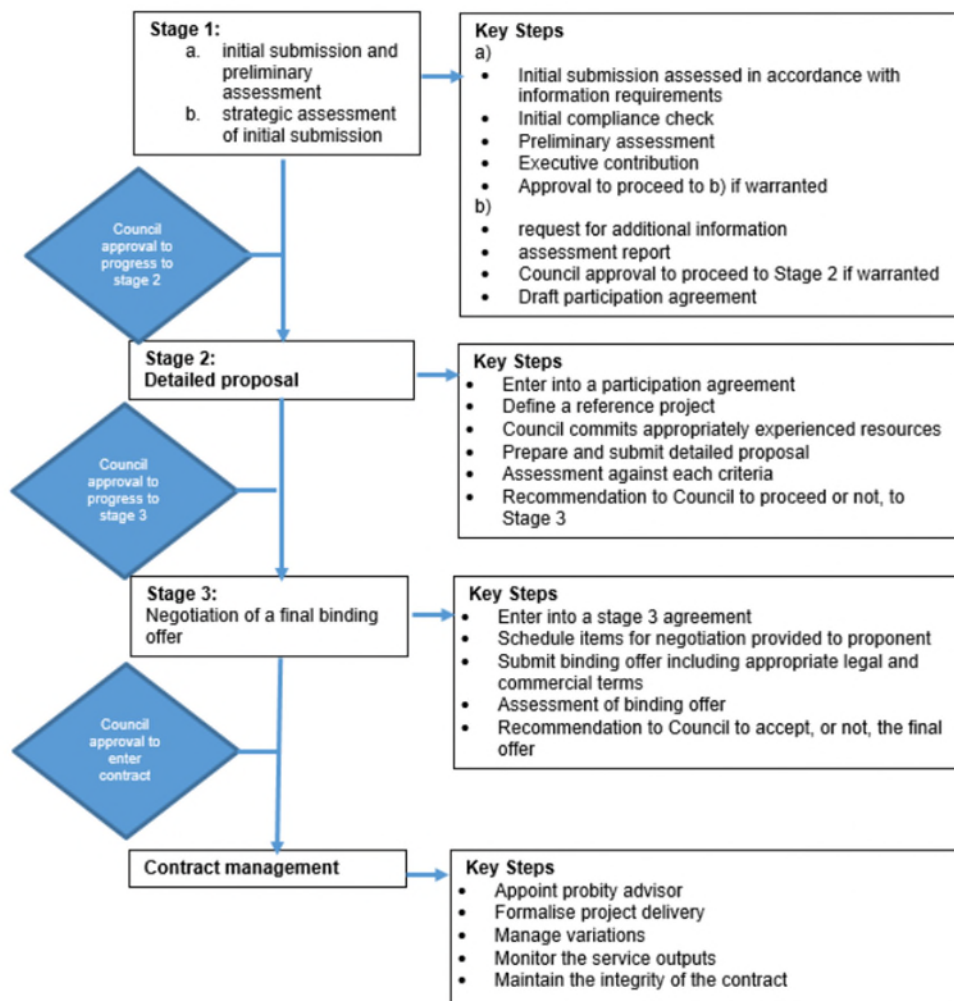 Stage 1:
a. initial submission and
preliminary
assessment
b. strategic assessment
of initial submission
Key Steps
a)
• Initial submission assessed in accordance with
information requirements
• Initial compliance check
• Preliminary assessment
• Executive contribution
• Approval to proceed to b) if warranted
b)
• request for additional information
• assessment report
• Council approval to proceed to Stage 2 if warranted
• Draft participation agreement
Council
approval to
progress to
stage 2
Stage 2:
Detailed proposal
Key Steps
• Enter into a participation agreement
• Define a reference project
• Council commits appropriately experienced resources
• Prepare and submit detailed proposal
• Assessment against each criteria
• Recommendation to Council to proceed or not, to
Stage 3
Council
approval to
progress to
stage 3
Stage 3:
Negotiation of a final binding
offer
Key Steps
• Enter into a stage 3 agreement
• Schedule items for negotiation provided to proponent
• Submit binding offer including appropriate legal and
commercial terms
• Assessment of binding offer
• Recommendation to Council to accept, or not, the final
offer
Council
approval to
enter
contract
Contract management
Key Steps
• Appoint probity advisor
• Formalise project delivery
• Manage variations
• Monitor the service outputs
• Maintain the integrity of the contract